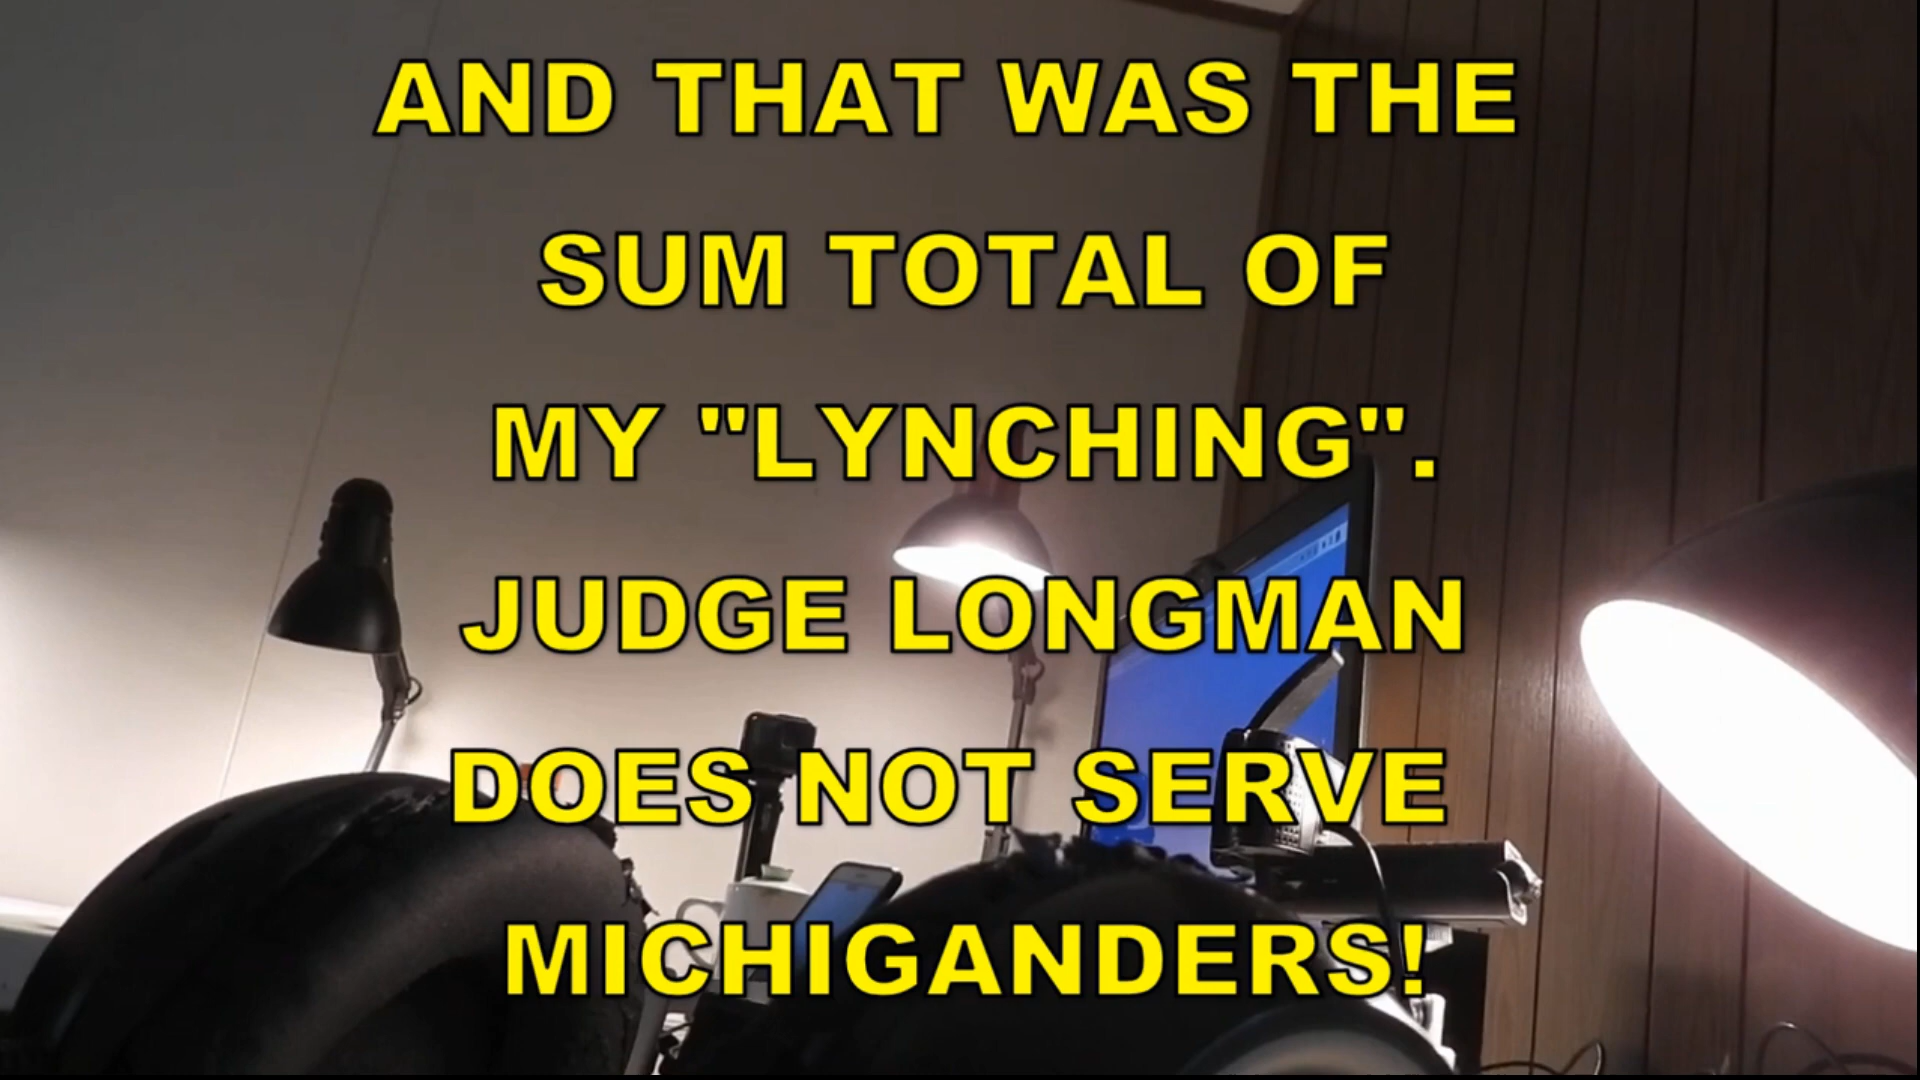 AND THAT WAS THE
SUM TOTAL OF
MY "LYNCHING".
JUDGE LONGMAN
DOES NOT SERVE
MICHIGANDERS!